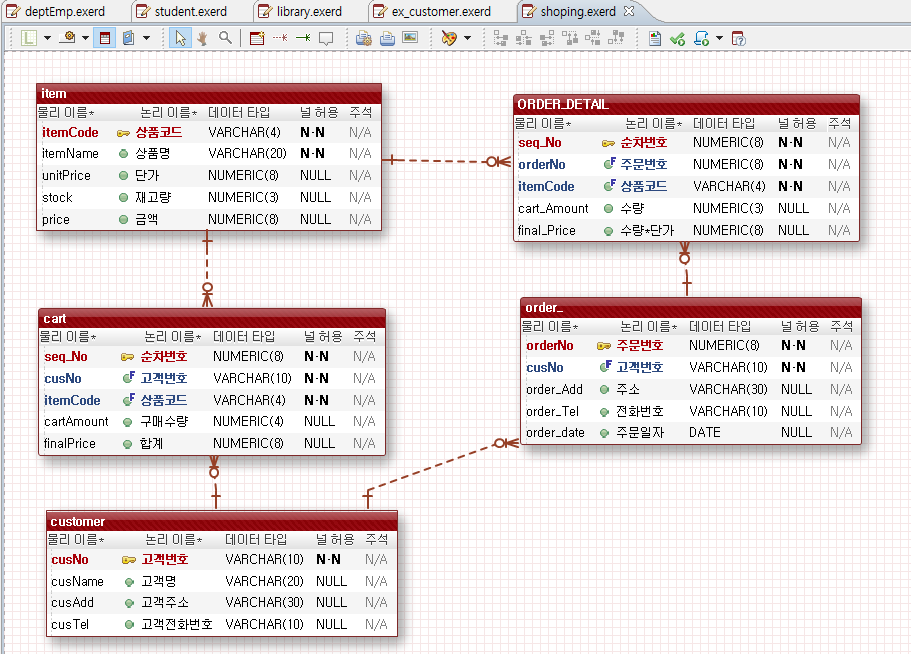 deptEmp.exerd student.exerd library.exerd ex_customer.exerd shoping.exerd
item
물리 이름* 논리 이름* 데이터 타입 널 허용 주석
itemCode 상품코드 VARCHAR(4) N-N N/A
itemName 상품명 VARCHAR(20) N-N N/A
unitPrice 단가 NUMERIC(8) NULL N/A
stock 재고량 NUMERIC(3) NULL N/A
price 금액 NUMERIC(8) NULL N/A
ORDER_DETAIL
물리 이름* 논리 이름* 데이터 타입 널 허용 주석
seq_No 순차번호 NUMERIC(8) N-N N/A
orderNo F 주문번호 NUMERIC(8) N-N N/A
itemCode F 상품코드 VARCHAR(4) N-N N/A
cart_Amount 수량 NUMERIC(3) NULL N/A
final_Price 수량*단가 NUMERIC(8) NULL N/A
cart
물리 이름* 논리 이름* 데이터 타입 널 허용 주석
seq_No 순차번호 NUMERIC(8) N-N N/A
cusNo F 고객번호 VARCHAR(10) N-N N/A
itemCode F 상품코드 VARCHAR(4) N-N N/A
cartAmount 구매수량 NUMERIC(4) NULL N/A
finalPrice 합계 NUMERIC(8) NULL N/A
order_
물리 이름* 논리 이름* 데이터 타입 널 허용 주석
orderNo 주문번호 NUMERIC(8) N-N N/A
cusNo F 고객번호 VARCHAR(10) N-N N/A
order_Add 주소 VARCHAR(30) NULL N/A
order_Tel 전화번호 VARCHAR(10) NULL N/A
order_date 주문일자 DATE NULL N/A
customer
물리 이름* 논리 이름* 데이터 타입 널 허용 주석
cusNo 고객번호 VARCHAR(10) N-N N/A
cusName 고객명 VARCHAR(20) NULL N/A
cusAdd 고객주소 VARCHAR(30) NULL N/A
cusTel 고객전화번호 VARCHAR(10) NULL N/A